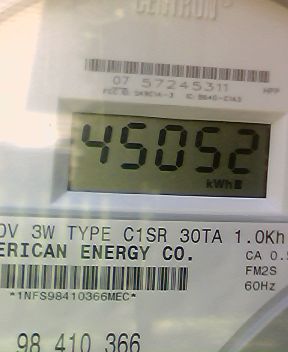 CENTRON®
07 57245311
45052
kWh
0V 3W TYPE C1SR 30TA 1.0Kh
ERICAN ENERGY CO.
CA 0.5
FM2S
*1NFS98410366MEC*
60Hz
98 410 366